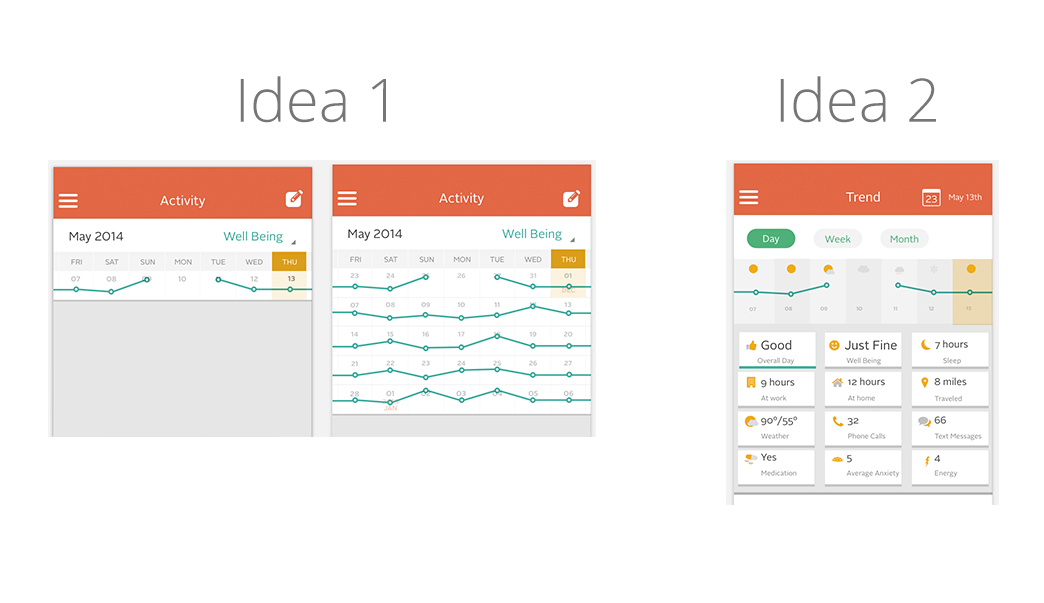 Idea 1
Idea 2
Activity
May 2014
Well Being
FRI SAT SUN MON TUE WED THU
07 08 09 10 12 13
Activity
May 2014
Well Being
FRI SAT SUN MON TUE WED THU
23 24 25 26 31 01
DEC
07 08 09 10 11 12 13
14 15 16 17 18 19 20
21 22 23 24 25 26 27
28 01 02 03 04 05 06
JAN
Trend
23
May 13th
Day Week Month
07 08 09 10 11 12 13
Good
Overall Day
Just Fine
Well Being
7 hours
Sleep
9 hours
At work
12 hours
At home
8 miles
Traveled
90°/55°
Weather
32
Phone Calls
66
Text Messages
Yes
Medication
5
Average Anxiety
4
Energy